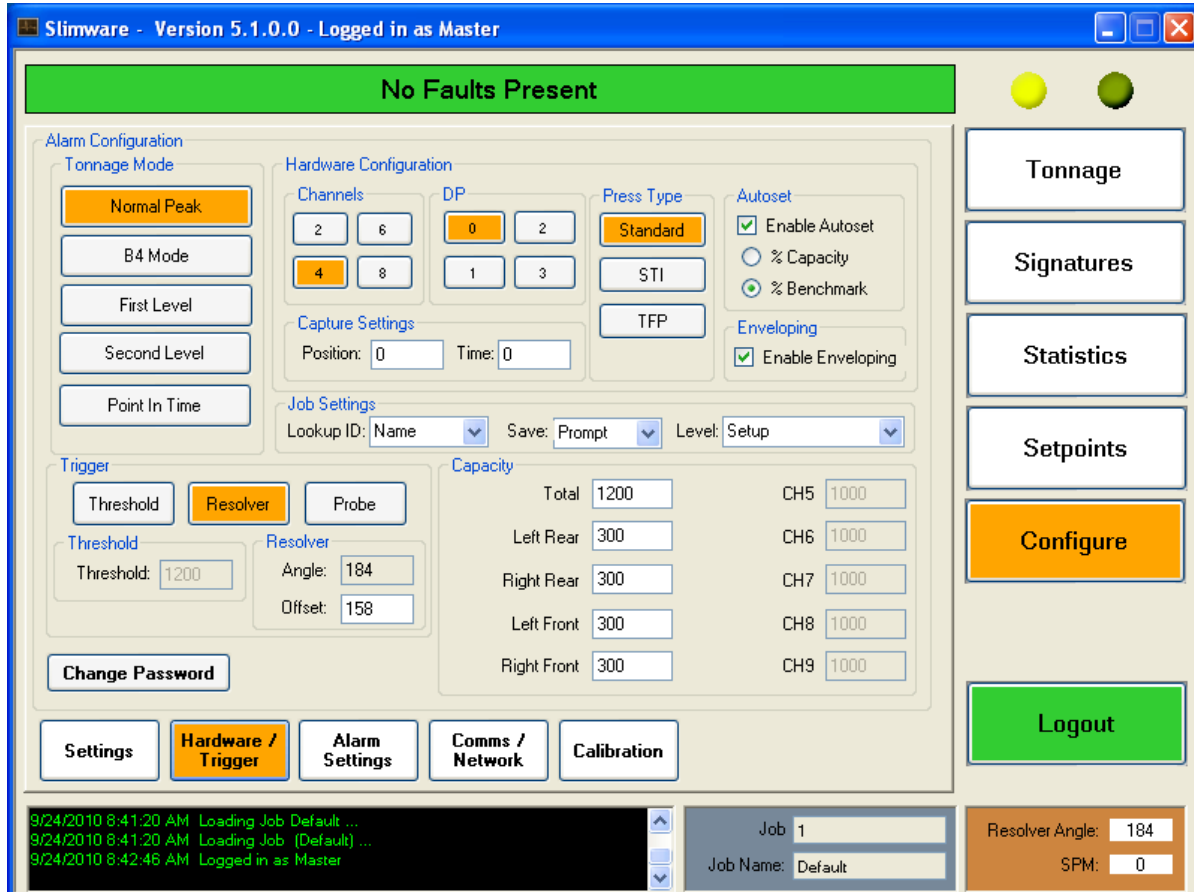 Slimware - Version 5.1.0.0 - Logged in as Master
No Faults Present
Alarm Configuration
Tonnage Mode
Normal Peak
B4 Mode
First Level
Second Level
Point In Time
Hardware Configuration
Channels
2 6
4 8
DP
0 2
1 3
Press Type
Standard
STI
TFP
Autoset
Enable Autoset
% Capacity
% Benchmark
Capture Settings
Position: 0 Time: 0
Enveloping
Enable Enveloping
Job Settings
Lookup ID: Name Save: Prompt Level: Setup
Trigger
Threshold Resolver Probe
Threshold
Threshold: 1200
Resolver
Angle: 184
Offset: 158
Capacity
Total 1200 CH5 1000
Left Rear 300 CH6 1000
Right Rear 300 CH7 1000
Left Front 300 CH8 1000
Right Front 300 CH9 1000
Change Password
Settings
Hardware /
Trigger
Alarm
Settings
Comms /
Network
Calibration
Tonnage
Signatures
Statistics
Setpoints
Configure
Logout
9/24/2010 8:41:20 AM Loading Job Default ...
9/24/2010 8:41:20 AM Loading Job (Default) ...
9/24/2010 8:42:46 AM Logged in as Master
Job 1
Job Name: Default
Resolver Angle: 184
SPM: 0